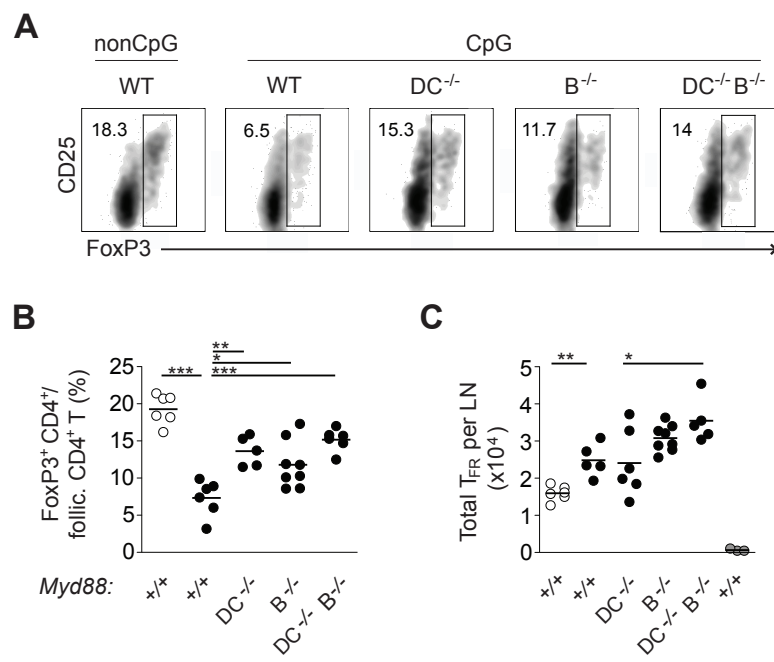 A
nonCpG
CpG
WT
WT
DC-/-
B-/-
DC-/- B-/-
18.3
6.5
15.3
11.7
14
CD25
FoxP3
B
C
FoxP3+ CD4+/
follic. CD4+ T (%)
25
20
15
10
5
0
***
**
*
***
Myd88:
+/+
+/+
DC-/-
B-/-
DC-/- B-/-
Total TFR per LN
(x10⁴)
5
4
3
2
1
0
**
*
+/+
+/+
DC-/-
B-/-
DC-/- B-/-
+/+